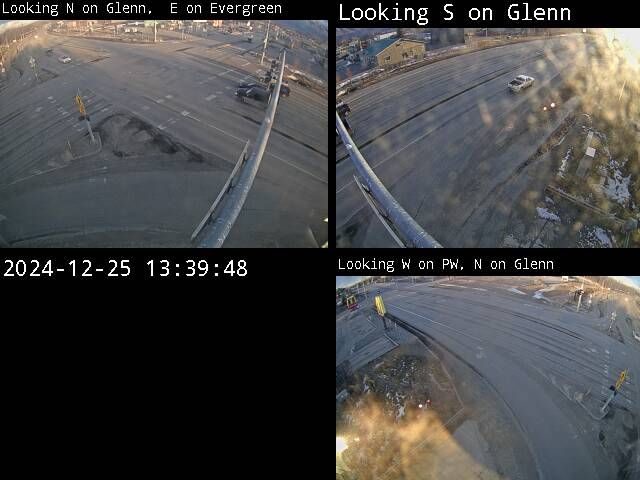 Looking N on Glenn,  E on Evergreen
Looking S on Glenn
2024-12-25 13:39:48
Looking W on PW, N on Glenn